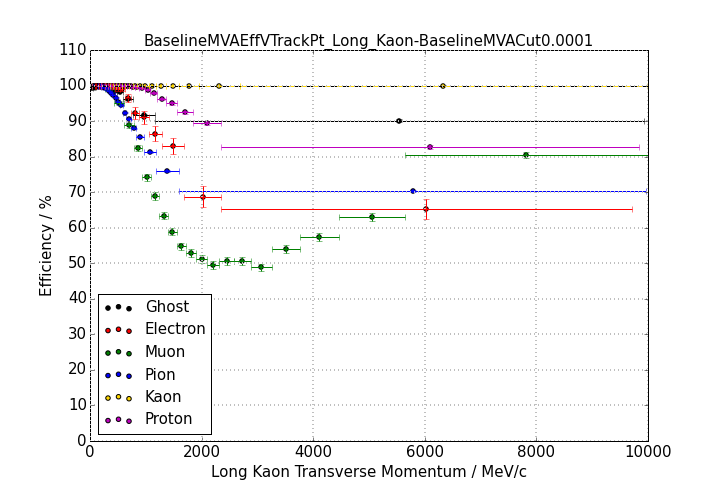 BaselineMVAEffVTrackPt_Long_Kaon-BaselineMVACut0.0001
110
100
90
80
70
60
50
40
30
20
10
0
Efficiency / %
Ghost
Electron
Muon
Pion
Kaon
Proton
0 2000 4000 6000 8000 10000
Long Kaon Transverse Momentum / MeV/c